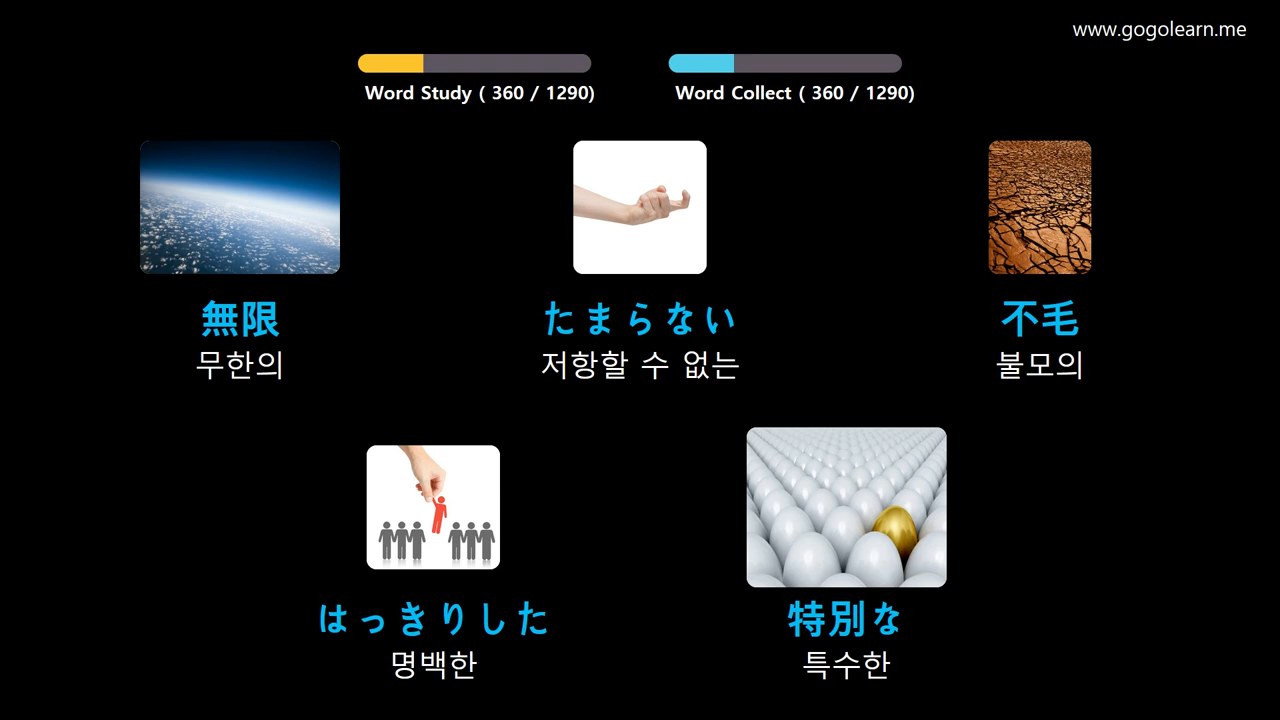 www.gogolearn.me
Word Study ( 360 / 1290)
Word Collect ( 360 / 1290)
無限
무한의
たまらない
저항할 수 없는
不毛
불모의
はっきりした
명백한
特別な
특수한